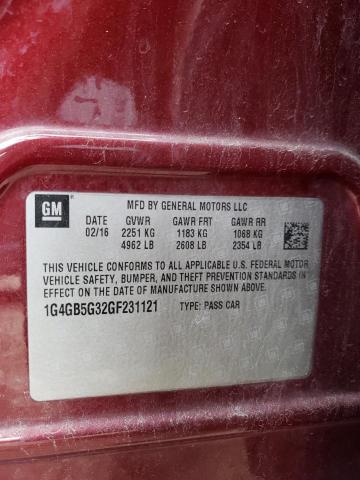 GM
MFD BY GENERAL MOTORS LLC
DATE GVWR GAWR FRT GAWR RR
02/16 2251 KG 1183 KG 1068 KG
4962 LB 2608 LB 2354 LB
THIS VEHICLE CONFORMS TO ALL APPLICABLE U.S. FEDERAL MOTOR
VEHICLE SAFETY, BUMPER, AND THEFT PREVENTION STANDARDS
IN EFFECT ON THE DATE OF MANUFACTURE SHOWN ABOVE.
1G4GB5G32GF231121 TYPE: PASS CAR